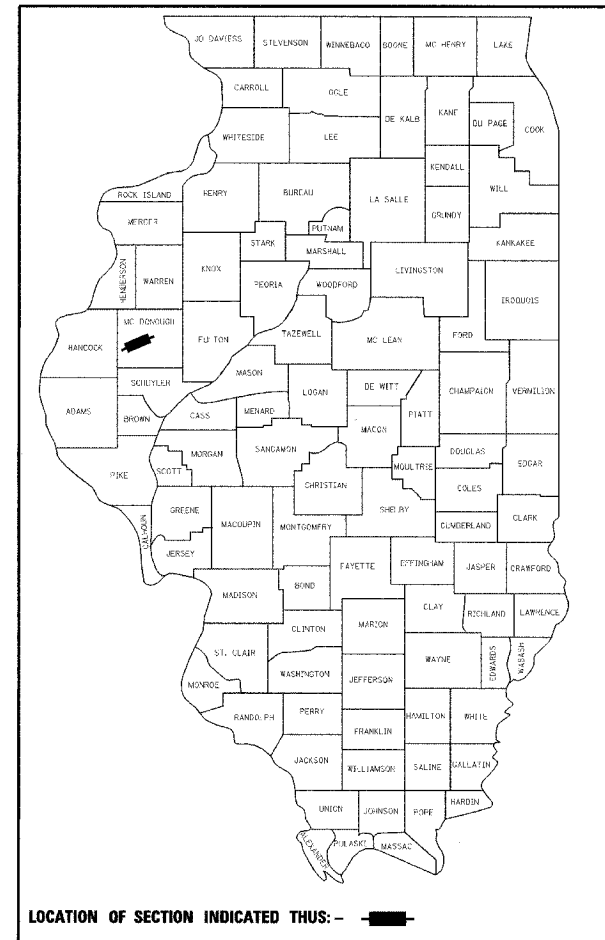 JO DAVIESS STEVENSON WINNEBACO BOONE MC HENRY LAKE
CARROLL OGLE DE KALB KANE DU PAGE COOK
WHITESIDE LEE
KENDALL WILL
ROCK ISLAND HENRY BUREAU LA SALLE GRUNDY
MERCER PUTNAM
STARK MARSHALL KANKAKEE
HENDERSON WARREN KNOX PEORIA WOODFORD LIVINGSTON IROQUOIS
MC DONOUGH FULTON TAZEWELL MC LEAN FORD
HANCOCK
MASON
SCHUYLER DE WITT CHAMPAIGN VERMILION
ADAMS BROWN CASS MENARD LOGAN PIATT
MACON
MORGAN SANGAMON DOUGLAS EDGAR
PIKE SCOTT MOULTRIE
CHRISTIAN COLES
GREENE MACOUPIN SHELBY
CALHOUN MONTGOMERY CUMBERLAND CLARK
JERSEY
FAYETTE EFFINGHAM JASPER CRAWFORD
MADISON BOND
CLAY RICHLAND LAWRENCE
CLINTON MARION
ST. CLAIR WAYNE EDWARDS WABASH
WASHINGTON JEFFERSON
MONROE
RANDOLPH PERRY HAMILTON WHITE
FRANKLIN
JACKSON WILLIAMSON SALINE GALLATIN
UNION JOHNSON POPE HARDIN
ALEXANDER PULASKI MASSAC
LOCATION OF SECTION INDICATED THUS: -